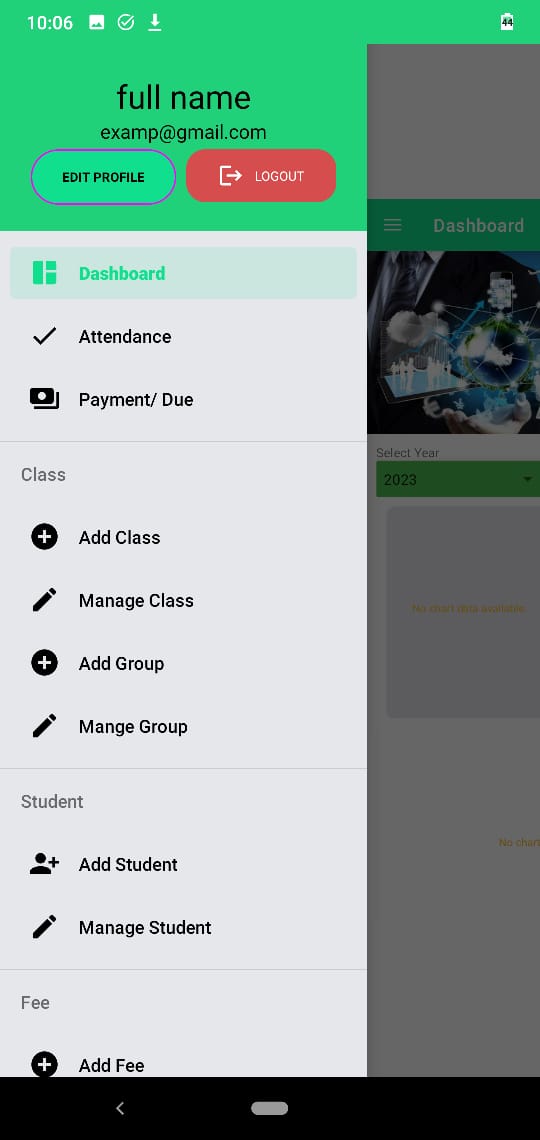 10:06
44
full name
examp@gmail.com
EDIT PROFILE
LOGOUT
Dashboard
Dashboard
Attendance
Payment/ Due
Select Year
2023
Class
Add Class
Manage Class
No chart data available.
Add Group
Mange Group
Student
No chart
Add Student
Manage Student
Fee
Add Fee